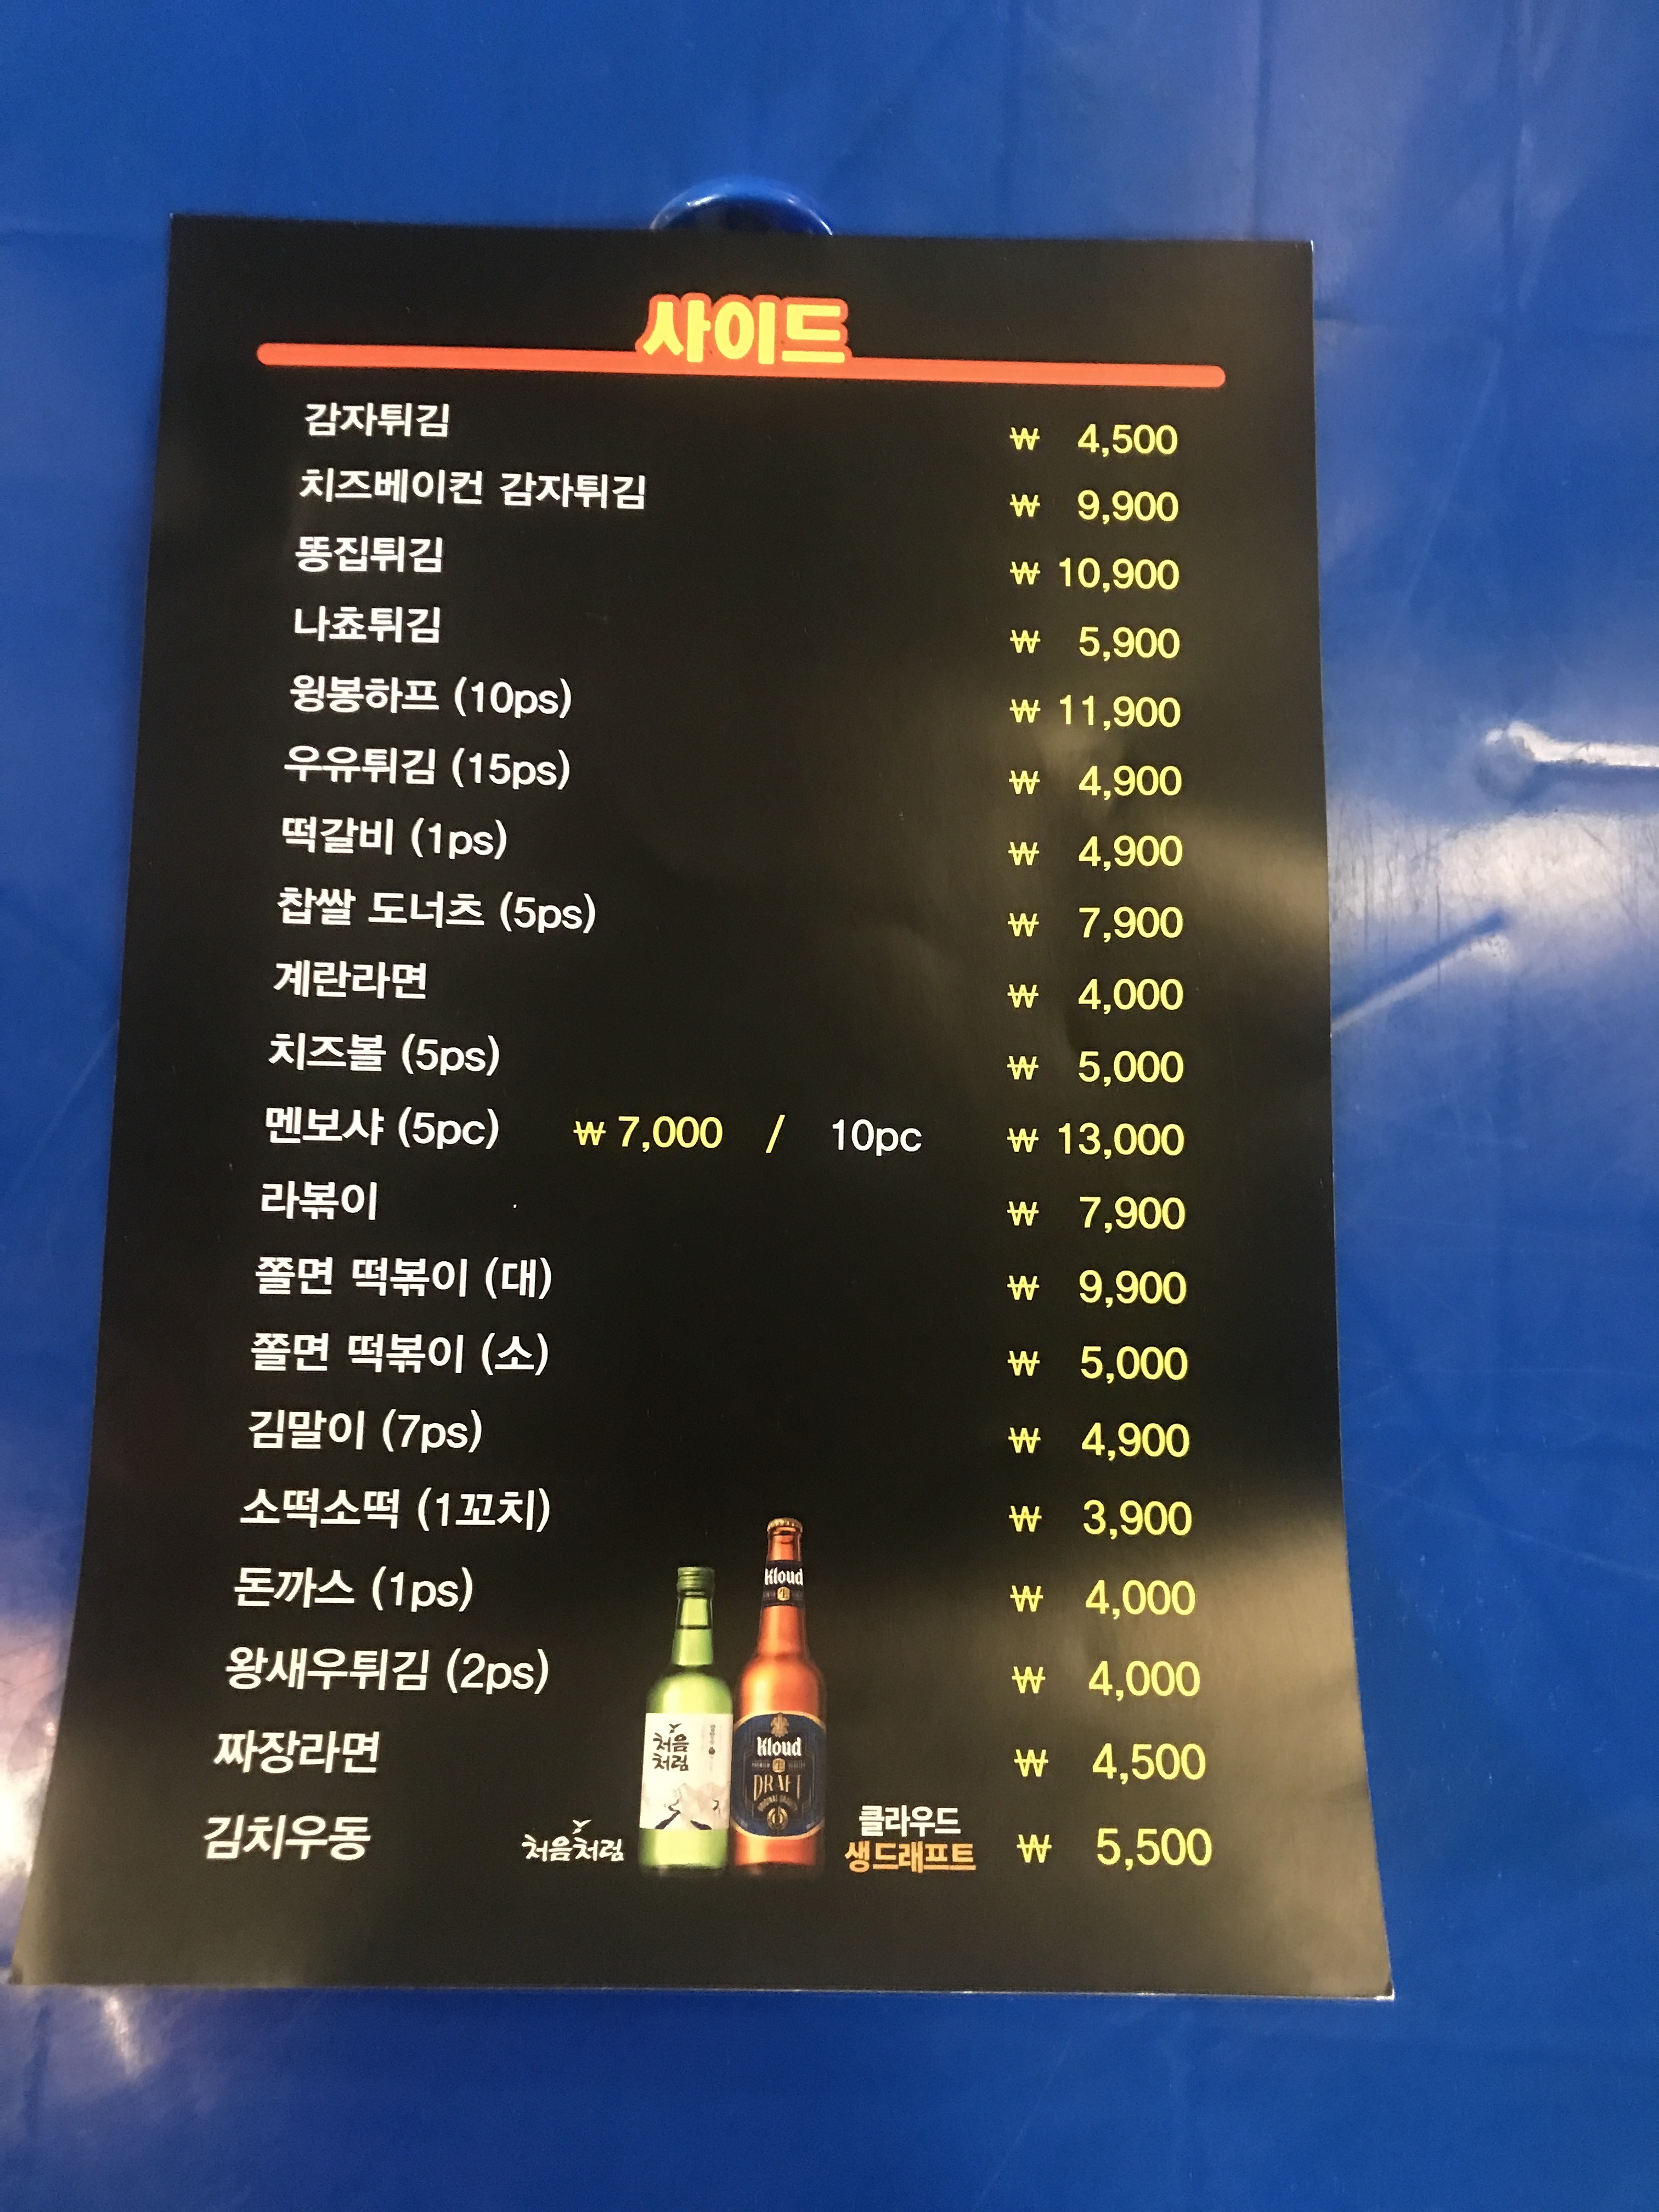 사이드
감자튀김 ₩ 4,500
치즈베이컨 감자튀김 ₩ 9,900
똥집튀김 ₩ 10,900
나쵸튀김 ₩ 5,900
윙봉하프 (10ps) ₩ 11,900
우유튀김 (15ps) ₩ 4,900
떡갈비 (1ps) ₩ 4,900
찹쌀 도너츠 (5ps) ₩ 7,900
계란라면 ₩ 4,000
치즈볼 (5ps) ₩ 5,000
멘보샤 (5pc) ₩ 7,000 / 10pc ₩ 13,000
라볶이 ₩ 7,900
쫄면 떡볶이 (대) ₩ 9,900
쫄면 떡볶이 (소) ₩ 5,000
김말이 (7ps) ₩ 4,900
소떡소떡 (1꼬치) ₩ 3,900
돈까스 (1ps) ₩ 4,000
왕새우튀김 (2ps) ₩ 4,000
짜장라면 ₩ 4,500
김치우동 ₩ 5,500
처음처럼
처음
처럼
Kloud
Kloud
DRAFT
클라우드
생드래프트